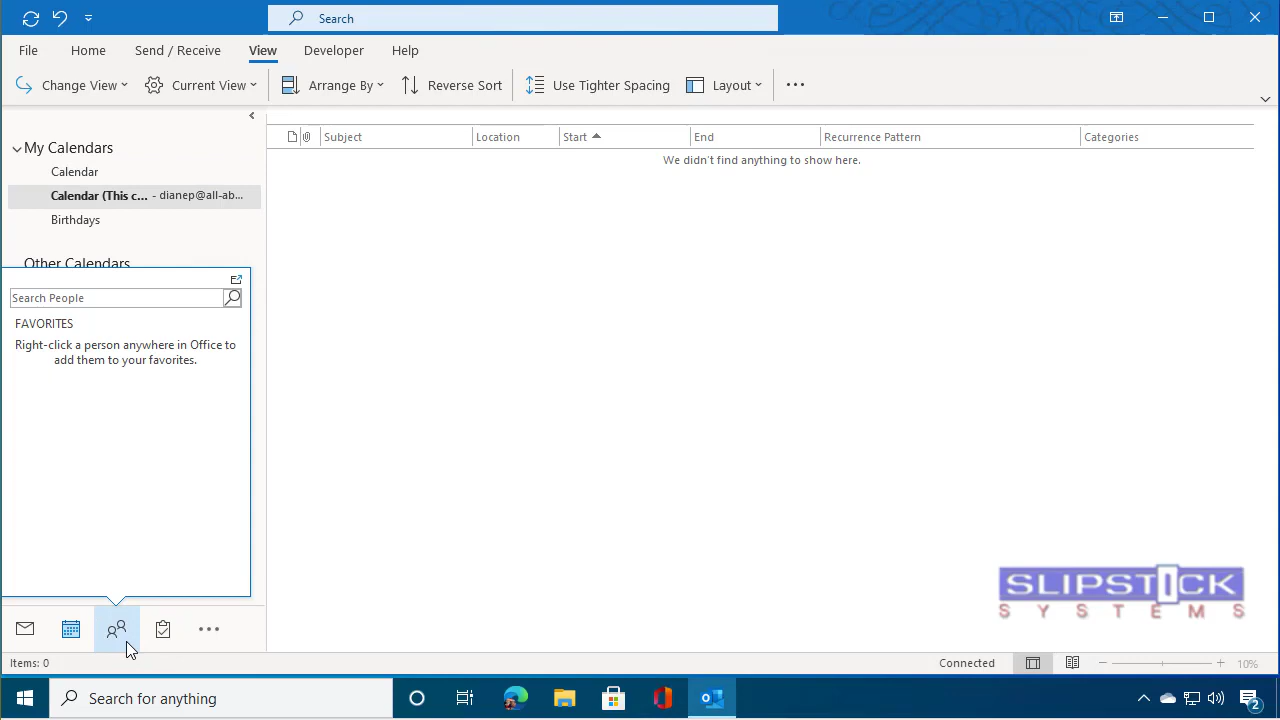 Search
File Home Send / Receive View Developer Help
Change View Current View Arrange By Reverse Sort Use Tighter Spacing Layout
My Calendars
Calendar
Calendar (This c... - dianep@all-ab...
Birthdays
Other Calendars
Search People
FAVORITES
Right-click a person anywhere in Office to
add them to your favorites.
Subject Location Start End Recurrence Pattern Categories
We didn't find anything to show here.
SLIPSTICK
SYSTEMS
Items: 0
Connected
10%
Search for anything
2